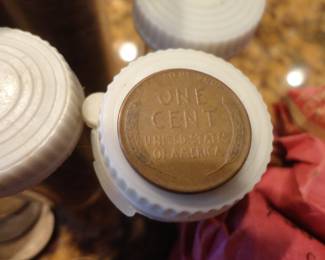 ONE
CENT
UNITED STATES
OF AMERICA